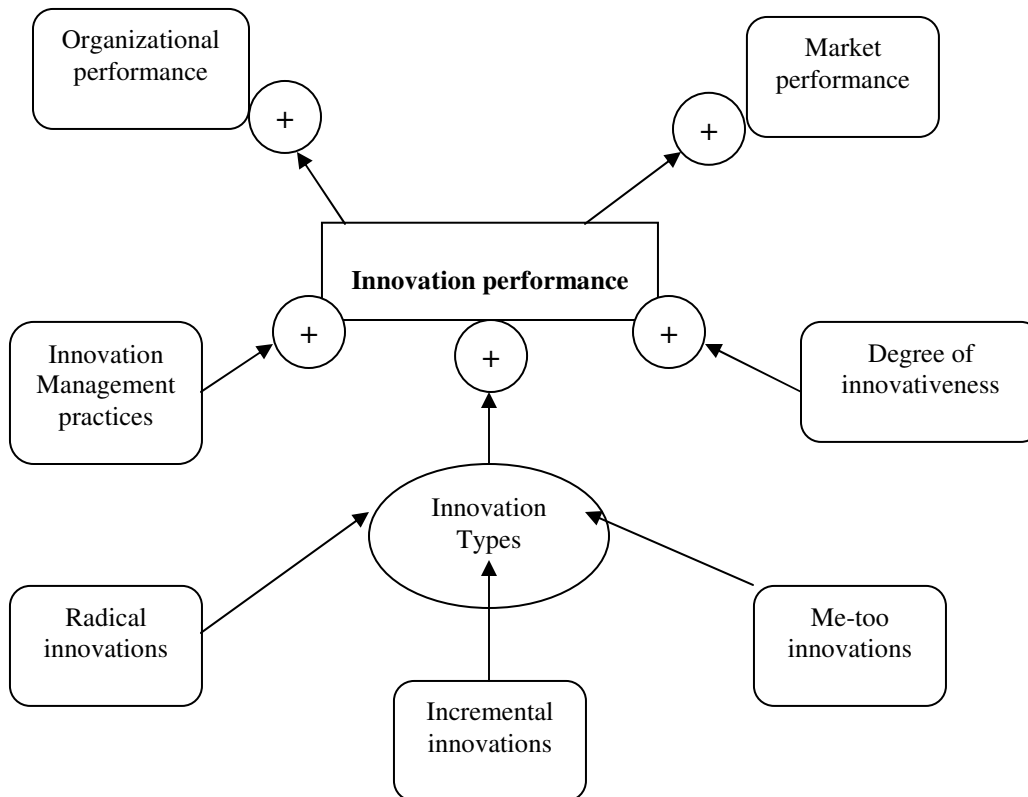 Organizational
performance
Market
performance
+
+
Innovation performance
+
+
+
Innovation
Management
practices
Degree of
innovativeness
Innovation
Types
Radical
innovations
Me-too
innovations
Incremental
innovations